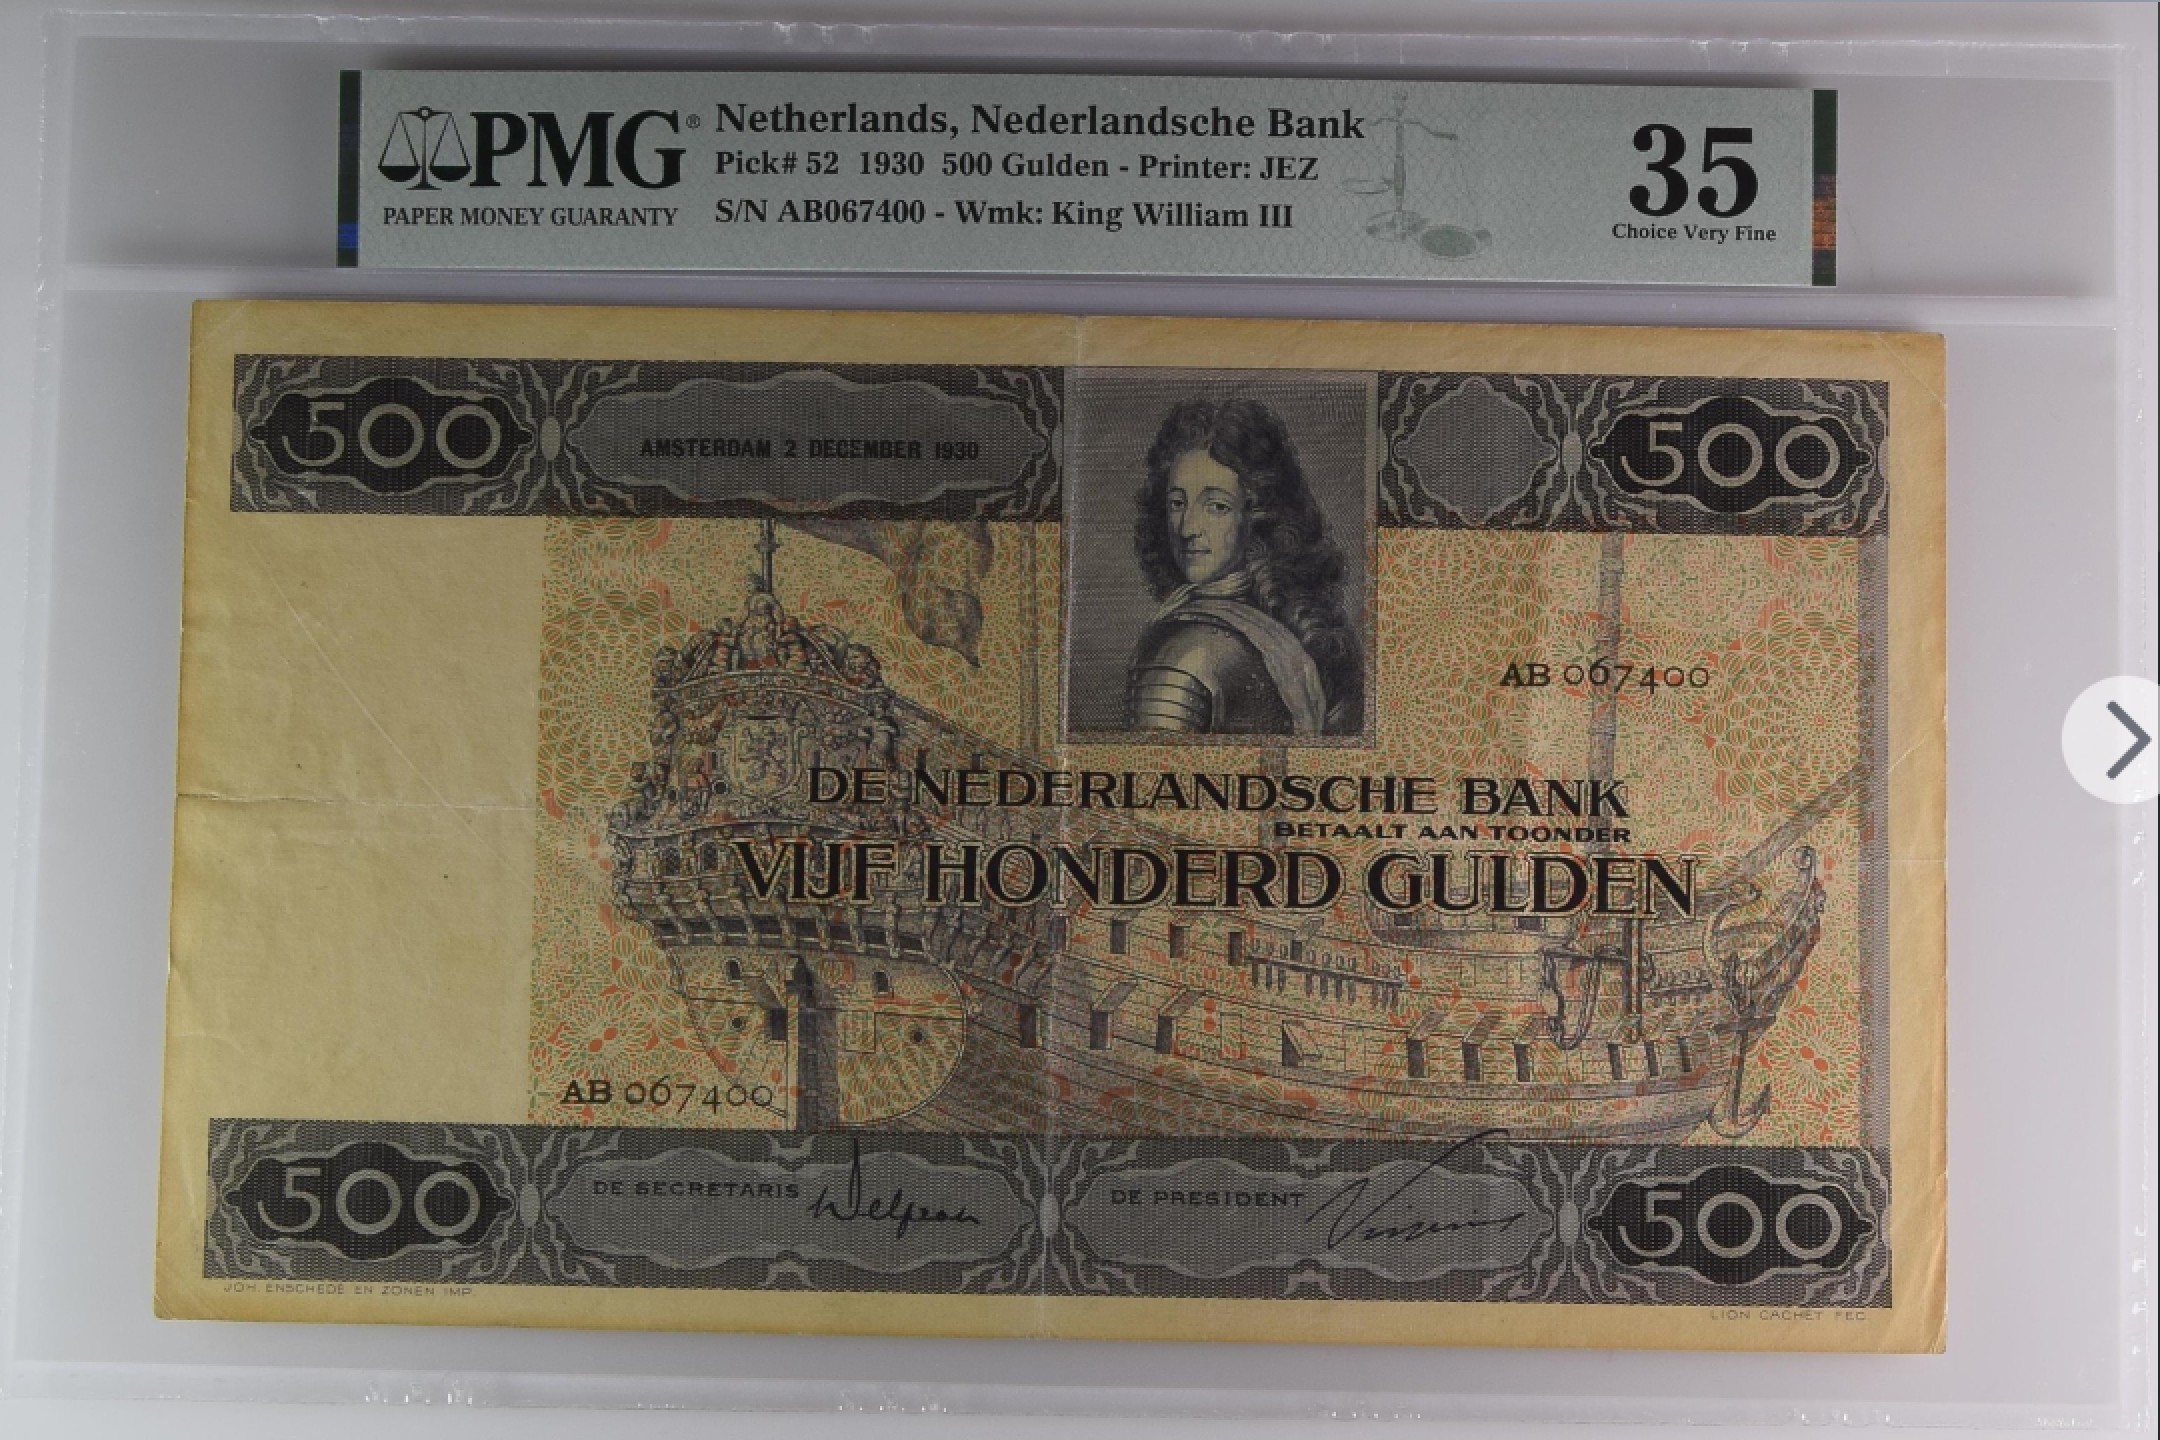 PMG®
PAPER MONEY GUARANTY
Netherlands, Nederlandsche Bank
Pick# 52 1930 500 Gulden - Printer: JEZ
S/N AB067400 - Wmk: King William III
35
Choice Very Fine
500
AMSTERDAM 2 DECEMBER 1930
500
AB 067400
DE NEDERLANDSCHE BANK
BETAALT AAN TOONDER
VIJF HONDERD GULDEN
AB 067400
500
DE SECRETARIS
DE PRESIDENT
500
JOH. ENSCHEDE EN ZONEN IMP.
LION CACHET FEC.